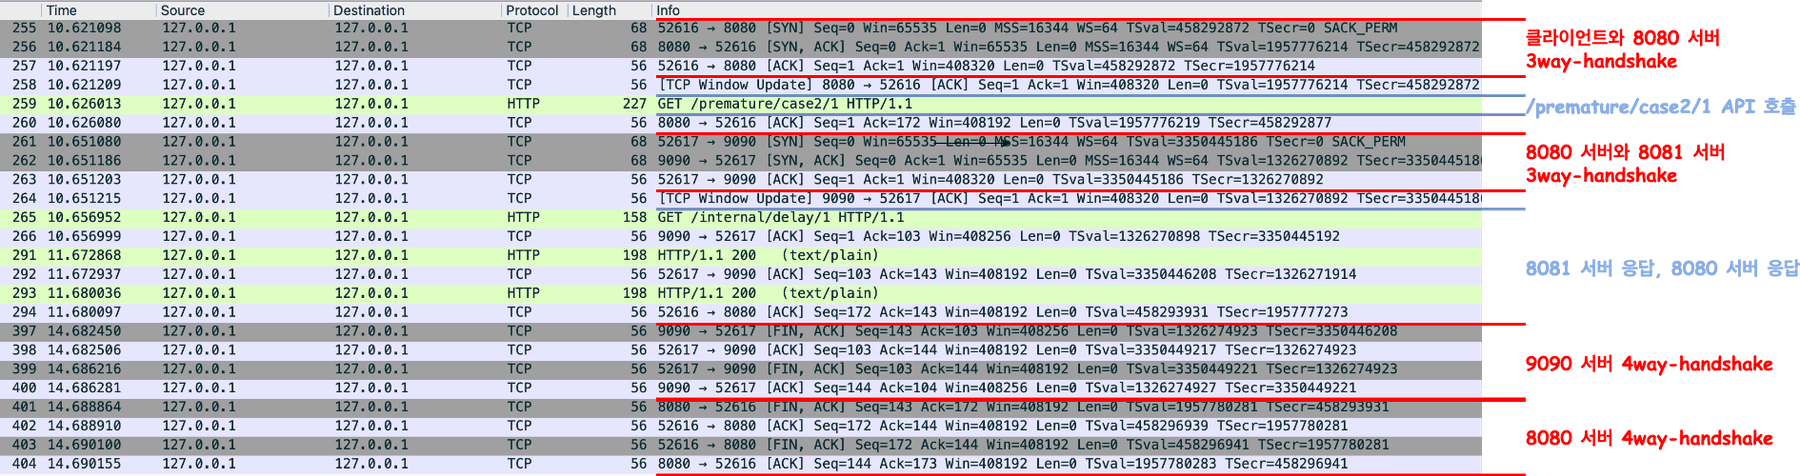 Time Source Destination Protocol Length Info
255 10.621098 127.0.0.1 127.0.0.1 TCP 68 52616 → 8080 [SYN] Seq=0 Win=65535 Len=0 MSS=16344 WS=64 TSval=458292872 TSecr=0 SACK_PERM
256 10.621184 127.0.0.1 127.0.0.1 TCP 68 8080 → 52616 [SYN, ACK] Seq=0 Ack=1 Win=65535 Len=0 MSS=16344 WS=64 TSval=1957776214 TSecr=458292872
클라이언트와 8080 서버
3way-handshake
257 10.621197 127.0.0.1 127.0.0.1 TCP 56 52616 → 8080 [ACK] Seq=1 Ack=1 Win=408320 Len=0 TSval=458292872 TSecr=1957776214
258 10.621209 127.0.0.1 127.0.0.1 TCP 56 [TCP Window Update] 8080 → 52616 [ACK] Seq=1 Ack=1 Win=408320 Len=0 TSval=1957776214 TSecr=458292872
259 10.626013 127.0.0.1 127.0.0.1 HTTP 227 GET /premature/case2/1 HTTP/1.1
/premature/case2/1 API 호출
260 10.626080 127.0.0.1 127.0.0.1 TCP 56 8080 → 52616 [ACK] Seq=1 Ack=172 Win=408192 Len=0 TSval=1957776219 TSecr=458292877
261 10.651080 127.0.0.1 127.0.0.1 TCP 68 52617 → 9090 [SYN] Seq=0 Win=65535 Len=0 MSS=16344 WS=64 TSval=3350445186 TSecr=0 SACK_PERM
262 10.651186 127.0.0.1 127.0.0.1 TCP 68 9090 → 52617 [SYN, ACK] Seq=0 Ack=1 Win=65535 Len=0 MSS=16344 WS=64 TSval=1326270892 TSecr=335044518
8080 서버와 8081 서버
3way-handshake
263 10.651203 127.0.0.1 127.0.0.1 TCP 56 52617 → 9090 [ACK] Seq=1 Ack=1 Win=408320 Len=0 TSval=3350445186 TSecr=1326270892
264 10.651215 127.0.0.1 127.0.0.1 TCP 56 [TCP Window Update] 9090 → 52617 [ACK] Seq=1 Ack=1 Win=408320 Len=0 TSval=1326270892 TSecr=335044518
265 10.656952 127.0.0.1 127.0.0.1 HTTP 158 GET /internal/delay/1 HTTP/1.1
266 10.656999 127.0.0.1 127.0.0.1 TCP 56 9090 → 52617 [ACK] Seq=1 Ack=103 Win=408256 Len=0 TSval=1326270898 TSecr=3350445192
291 11.672868 127.0.0.1 127.0.0.1 HTTP 198 HTTP/1.1 200 (text/plain)
292 11.672937 127.0.0.1 127.0.0.1 TCP 56 52617 → 9090 [ACK] Seq=103 Ack=143 Win=408192 Len=0 TSval=3350446208 TSecr=1326271914
8081 서버 응답, 8080 서버 응답
293 11.680036 127.0.0.1 127.0.0.1 HTTP 198 HTTP/1.1 200 (text/plain)
294 11.680097 127.0.0.1 127.0.0.1 TCP 56 52616 → 8080 [ACK] Seq=172 Ack=143 Win=408192 Len=0 TSval=458293931 TSecr=1957777273
397 14.682450 127.0.0.1 127.0.0.1 TCP 56 9090 → 52617 [FIN, ACK] Seq=143 Ack=103 Win=408256 Len=0 TSval=1326274923 TSecr=3350446208
398 14.682506 127.0.0.1 127.0.0.1 TCP 56 52617 → 9090 [ACK] Seq=103 Ack=144 Win=408192 Len=0 TSval=3350449217 TSecr=1326274923
399 14.686216 127.0.0.1 127.0.0.1 TCP 56 52617 → 9090 [FIN, ACK] Seq=103 Ack=144 Win=408192 Len=0 TSval=3350449221 TSecr=1326274923
9090 서버 4way-handshake
400 14.686281 127.0.0.1 127.0.0.1 TCP 56 9090 → 52617 [ACK] Seq=144 Ack=104 Win=408256 Len=0 TSval=1326274927 TSecr=3350449221
401 14.688864 127.0.0.1 127.0.0.1 TCP 56 8080 → 52616 [FIN, ACK] Seq=143 Ack=172 Win=408192 Len=0 TSval=1957780281 TSecr=458293931
402 14.688910 127.0.0.1 127.0.0.1 TCP 56 52616 → 8080 [ACK] Seq=172 Ack=144 Win=408192 Len=0 TSval=458296939 TSecr=1957780281
403 14.690100 127.0.0.1 127.0.0.1 TCP 56 52616 → 8080 [FIN, ACK] Seq=172 Ack=144 Win=408192 Len=0 TSval=458296941 TSecr=1957780281
8080 서버 4way-handshake
404 14.690155 127.0.0.1 127.0.0.1 TCP 56 8080 → 52616 [ACK] Seq=144 Ack=173 Win=408192 Len=0 TSval=1957780283 TSecr=458296941